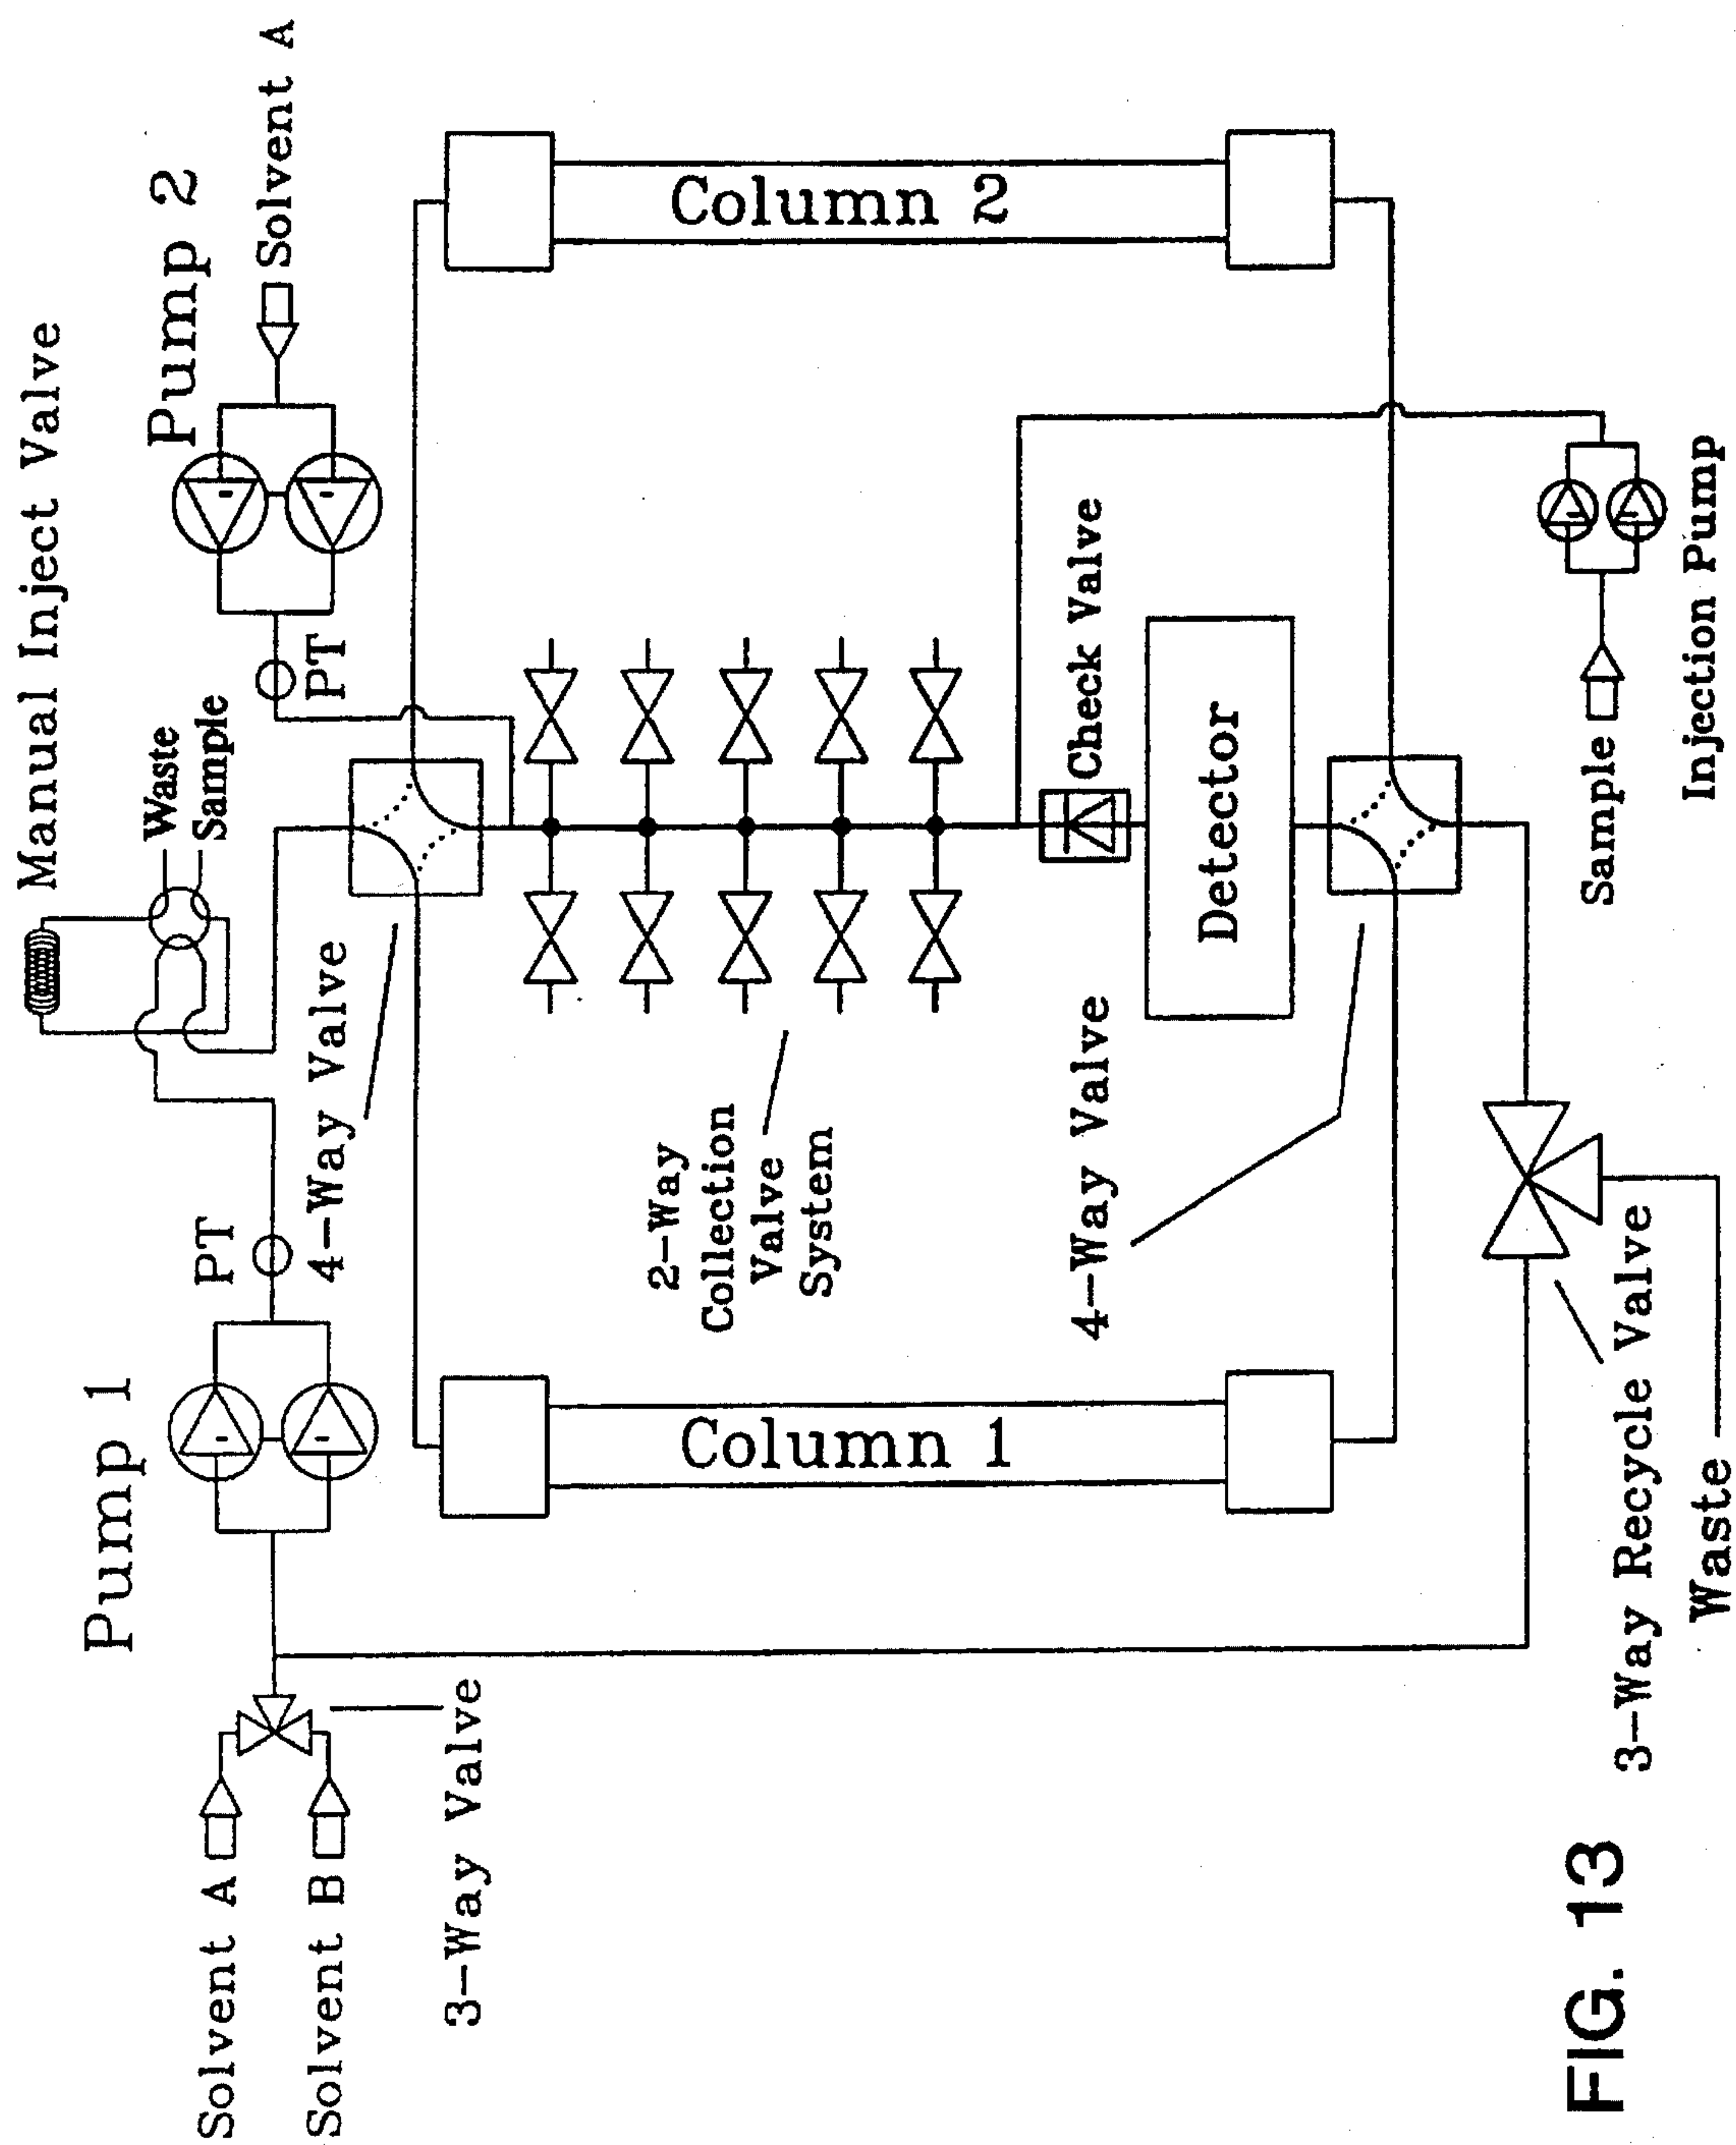 Manual Inject Valve
Waste
Sample
Pump 2
Solvent A
PT
Pump 1
PT
Solvent A
Solvent B
3-Way Valve
4-Way Valve
Column 2
Column 1
2-Way
Collection
Valve
System
Check Valve
Detector
4-Way Valve
Sample
Injection Pump
3-Way Recycle Valve
Waste
FIG. 13